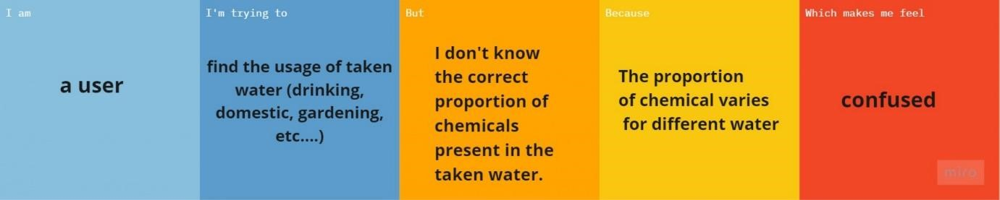 I am
a user
I'm trying to
find the usage of taken
water (drinking,
domestic, gardening,
etc....)
But
I don't know
the correct
proportion of
chemicals
present in the
taken water.
Because
The proportion
of chemical varies
for different water
Which makes me feel
confused
miro